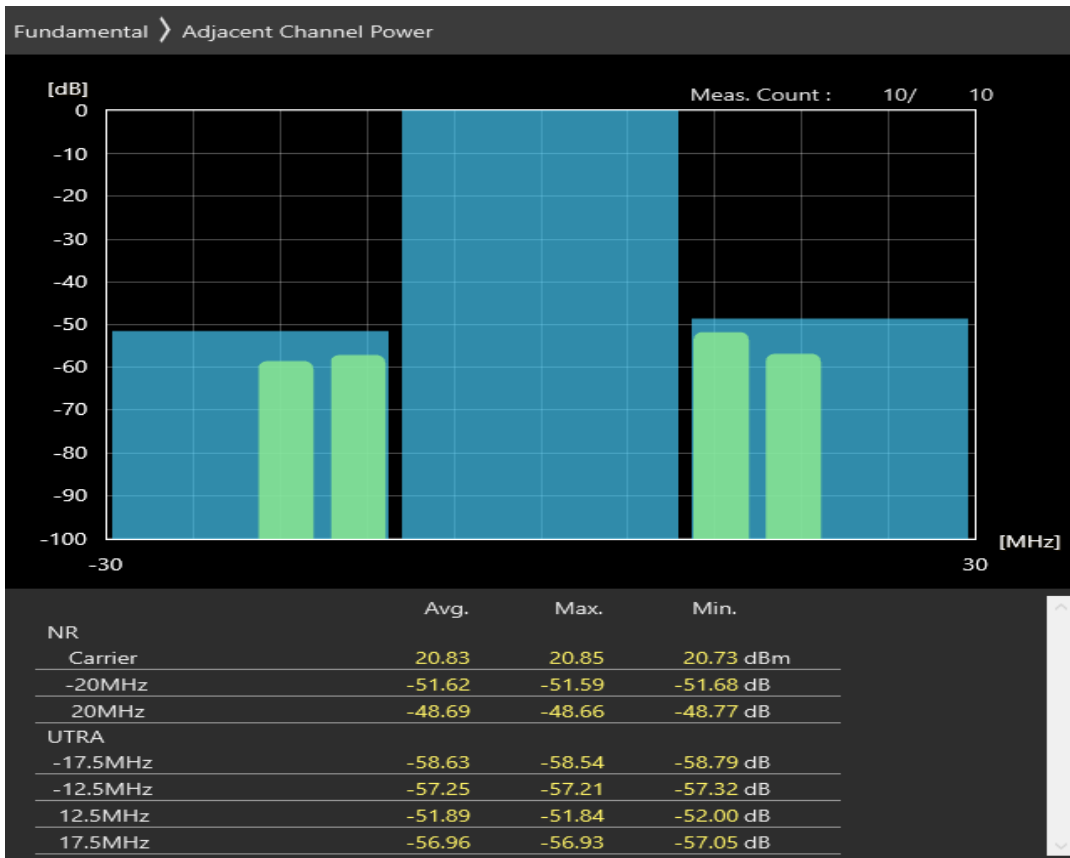 Fundamental 〉 Adjacent Channel Power
[dB]
Meas. Count : 10/ 10
0
-10
-20
-30
-40
-50
-60
-70
-80
-90
-100
[MHz]
-30 30
Avg. Max. Min.
NR
Carrier 20.83 20.85 20.73 dBm
-20MHz -51.62 -51.59 -51.68 dB
20MHz -48.69 -48.66 -48.77 dB
UTRA
-17.5MHz -58.63 -58.54 -58.79 dB
-12.5MHz -57.25 -57.21 -57.32 dB
12.5MHz -51.89 -51.84 -52.00 dB
17.5MHz -56.96 -56.93 -57.05 dB